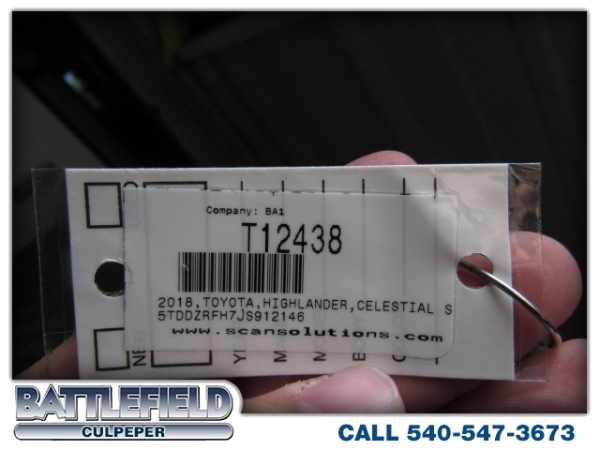 Company: BA1
T12438
2018,TOYOTA,HIGHLANDER,CELESTIAL S
5TDDZRFH7JS912146
www.scansolutions.com
BATTLEFIELD
CULPEPER
CALL 540-547-3673